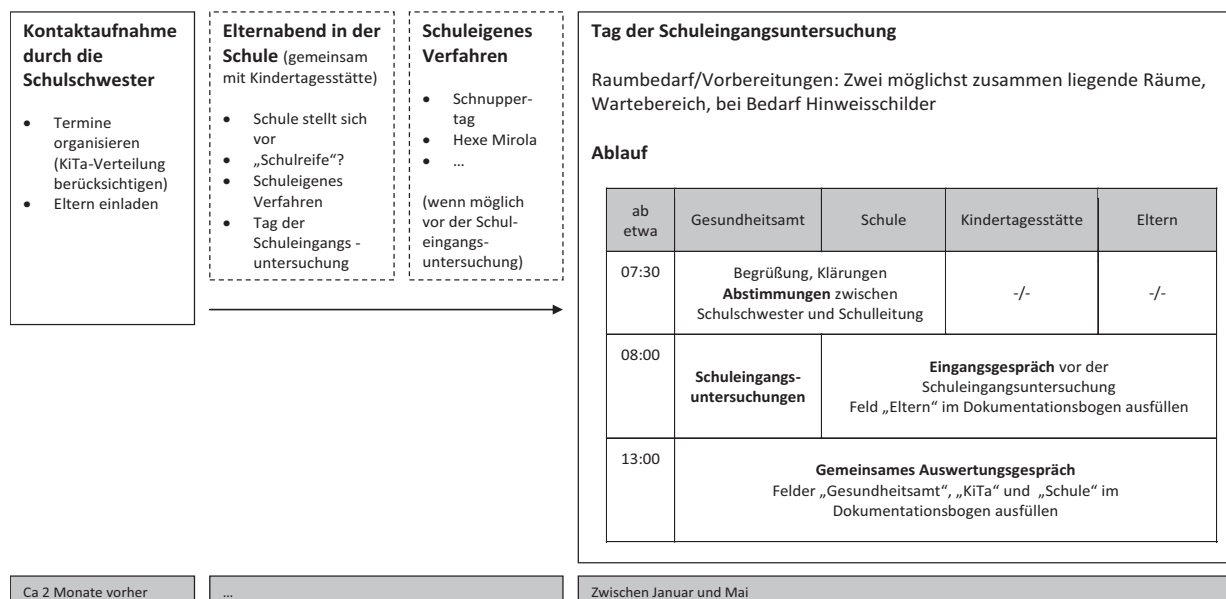 Kontaktaufnahme
durch die
Schulschwester
• Termine
organisieren
(KiTa-Verteilung
berücksichtigen)
• Eltern einladen
Elternabend in der
Schule (gemeinsam
mit Kindertagesstätte)
• Schule stellt sich
vor
• „Schulreife“?
• Schuleigenes
Verfahren
• Tag der
Schuleingangs -
untersuchung
Schuleigenes
Verfahren
• Schnupper-
tag
• Hexe Mirola
• …
(wenn möglich
vor der Schul-
eingangs-
untersuchung)
Tag der Schuleingangsuntersuchung
Raumbedarf/Vorbereitungen: Zwei möglichst zusammen liegende Räume,
Wartebereich, bei Bedarf Hinweisschilder
Ablauf
ab
etwa
Gesundheitsamt
Schule
Kindertagesstätte
Eltern
07:30
Begrüßung, Klärungen
Abstimmungen zwischen
Schulschwester und Schulleitung
-/-
-/-
08:00
Schuleingangs-
untersuchungen
Eingangsgespräch vor der
Schuleingangsuntersuchung
Feld „Eltern“ im Dokumentationsbogen ausfüllen
13:00
Gemeinsames Auswertungsgespräch
Felder „Gesundheitsamt“, „KiTa“ und „Schule“ im
Dokumentationsbogen ausfüllen
Ca 2 Monate vorher
…
Zwischen Januar und Mai